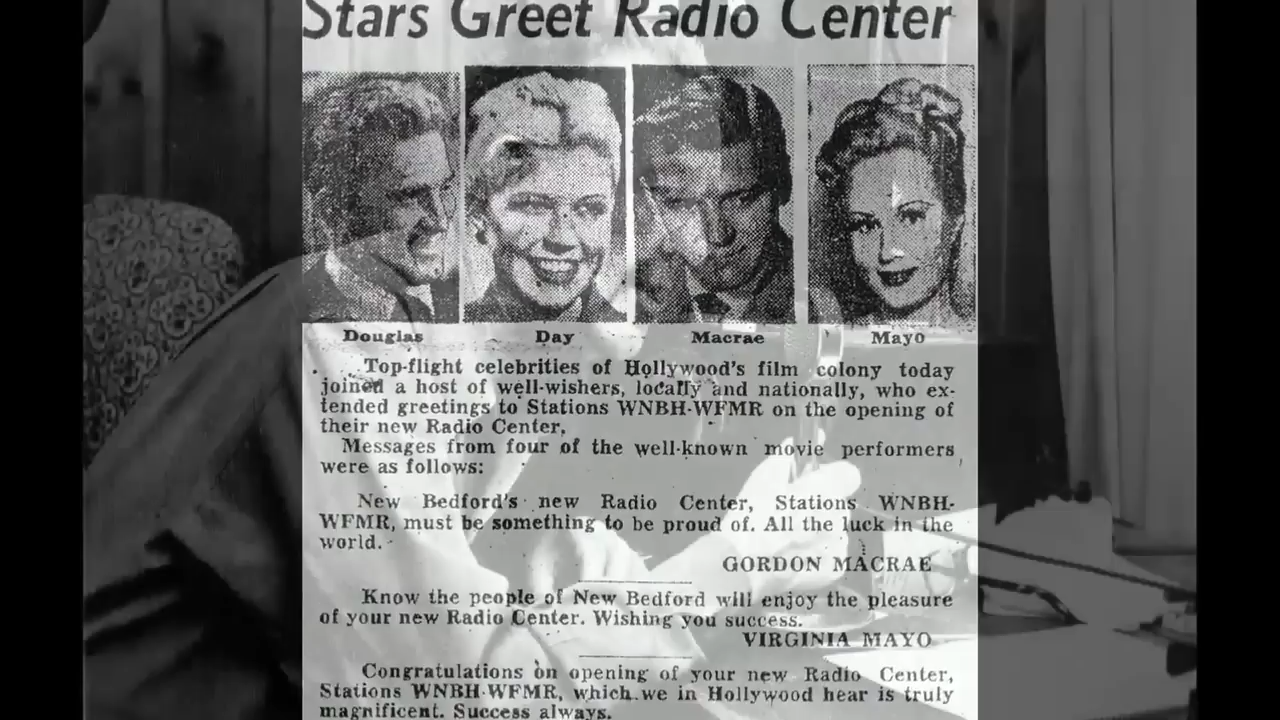 Stars Greet Radio Center
Douglas Day Macrae Mayo
Top-flight celebrities of Hollywood's film colony today
joined a host of well-wishers, locally and nationally, who ex-
tended greetings to Stations WNBH-WFMR on the opening of
their new Radio Center.
Messages from four of the well-known movie performers
were as follows:
New Bedford's new Radio Center, Stations WNBH-
WFMR, must be something to be proud of. All the luck in the
world.
GORDON MACRAE
Know the people of New Bedford will enjoy the pleasure
of your new Radio Center. Wishing you success.
VIRGINIA MAYO
Congratulations on opening of your new Radio Center,
Stations WNBH-WFMR, which we in Hollywood hear is truly
magnificent. Success always.